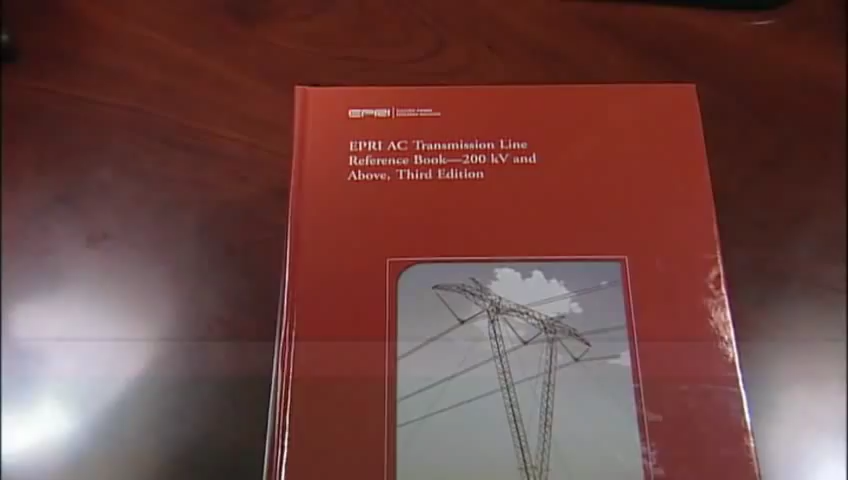 EPRI
EPRI AC Transmission Line
Reference Book—200 kV and
Above, Third Edition